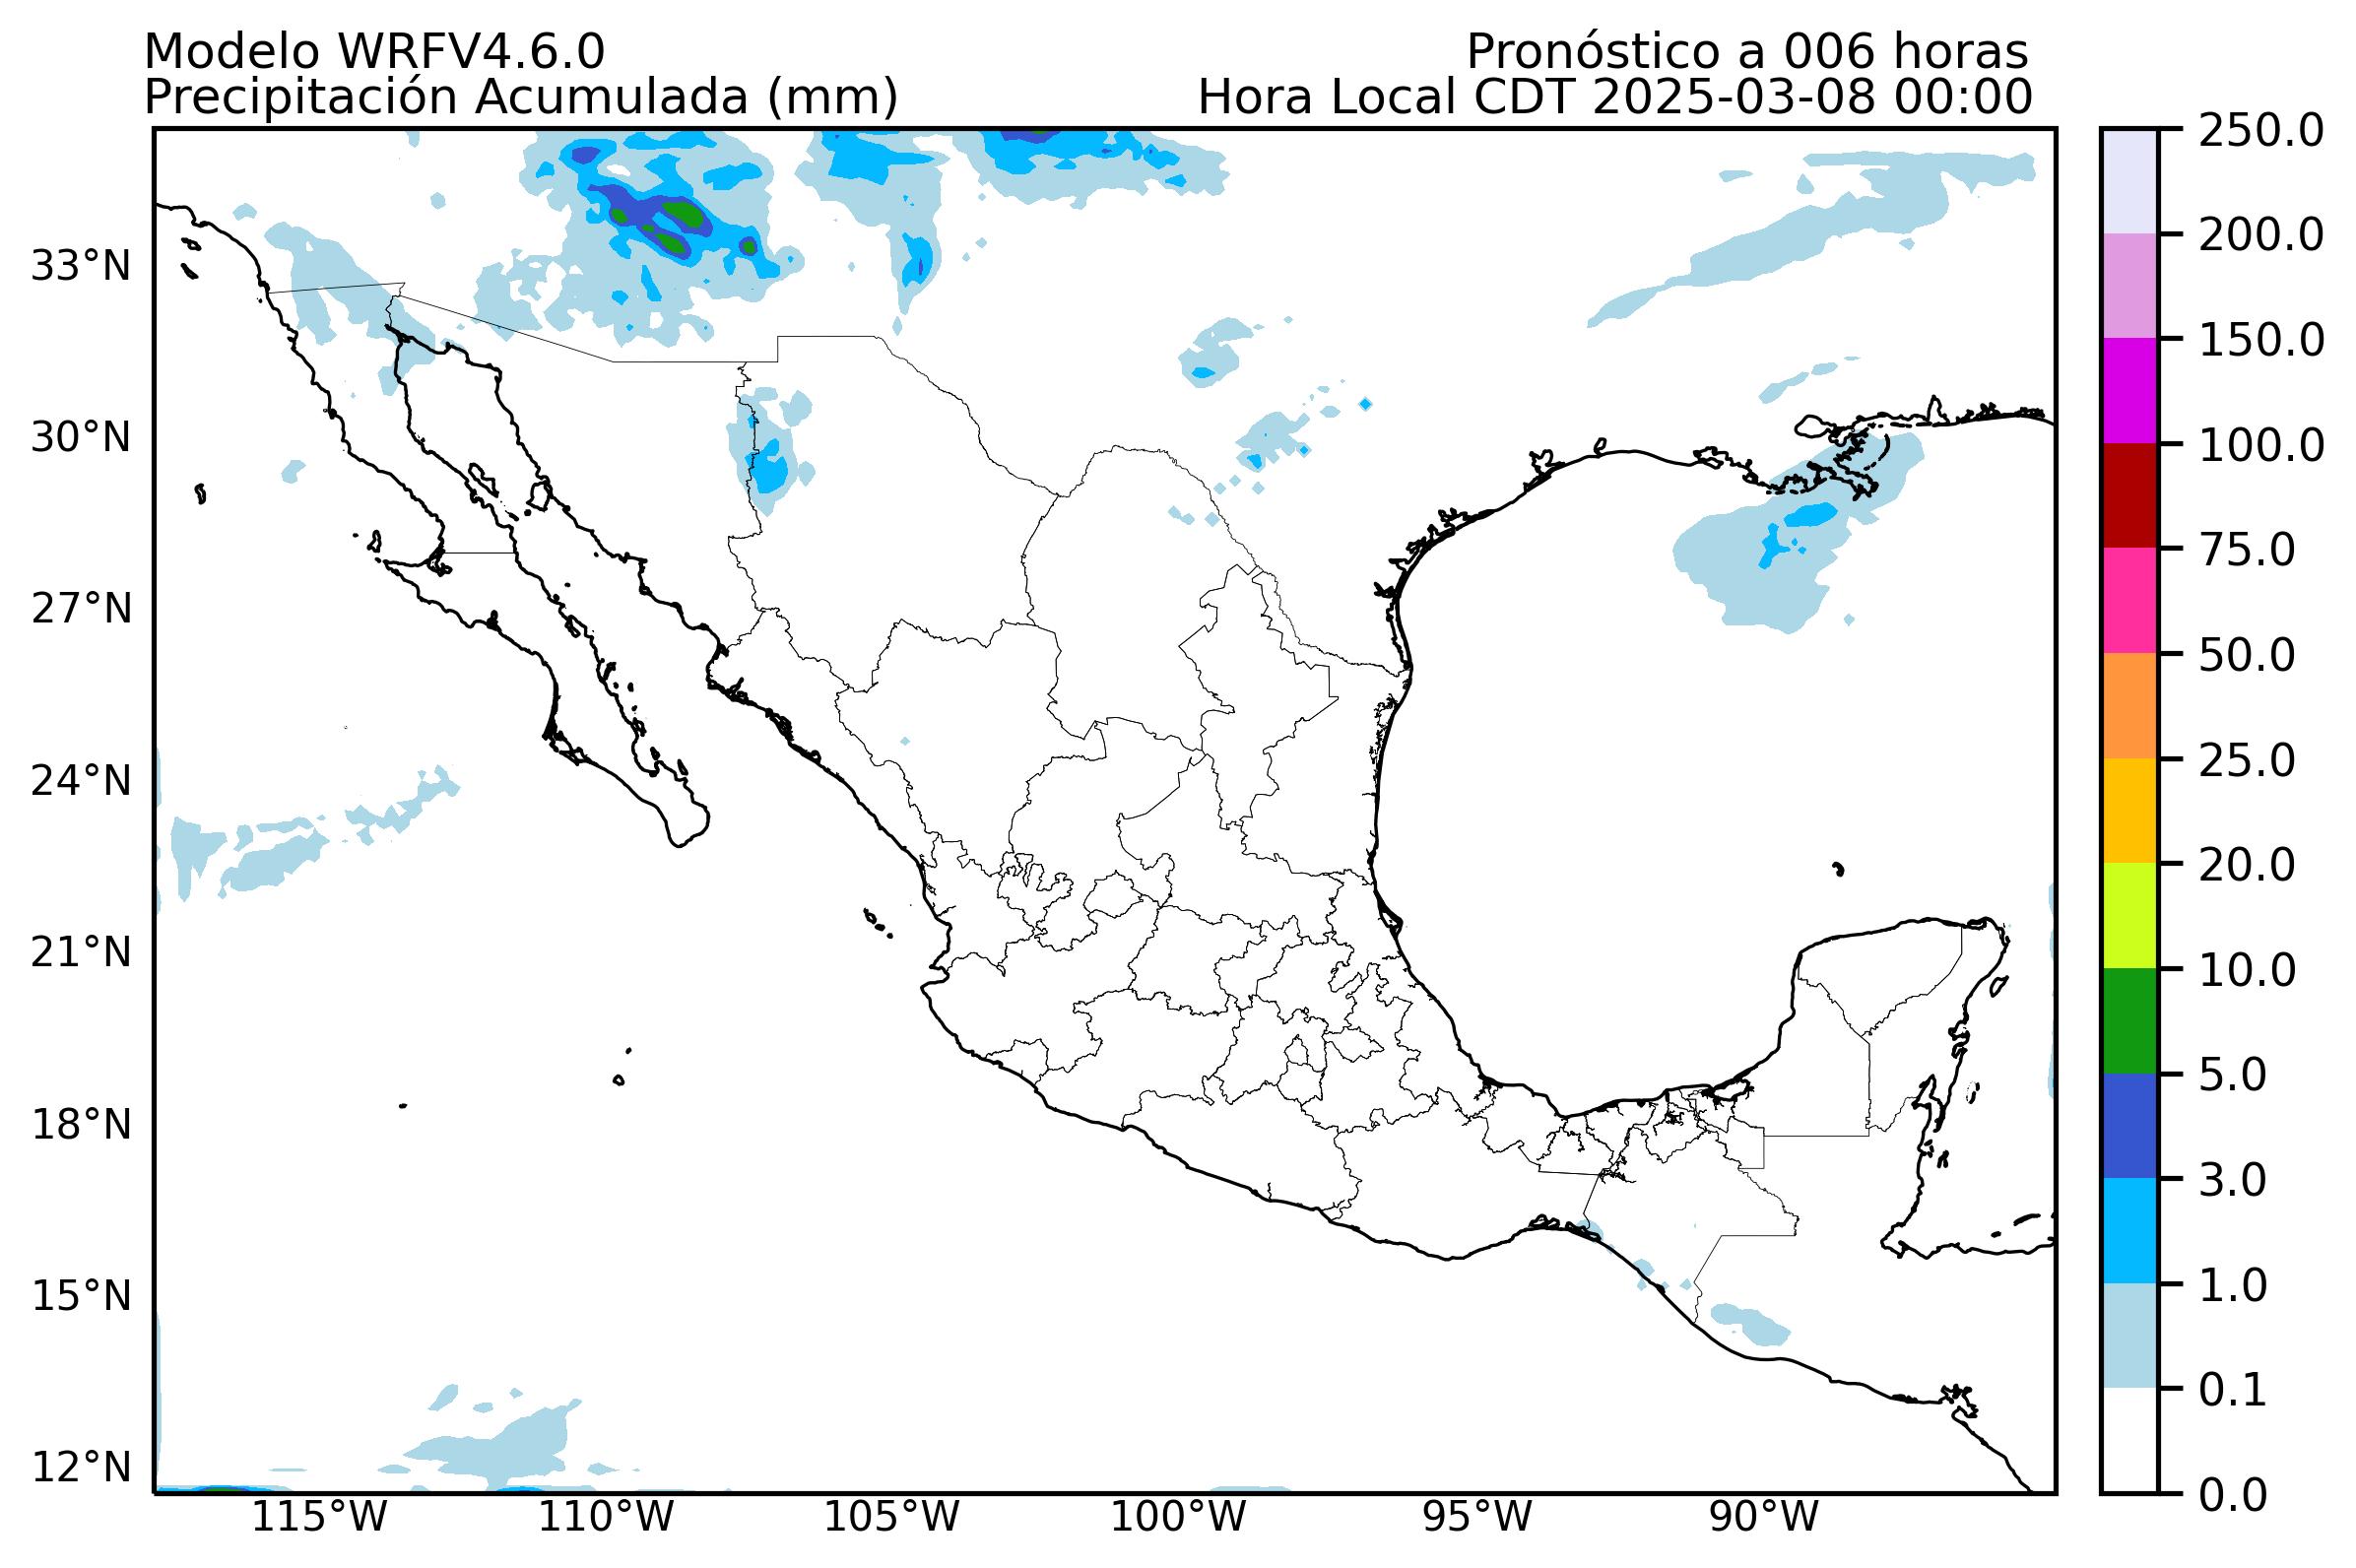 Modelo WRFV4.6.0
Pronóstico a 006 horas
Precipitación Acumulada (mm)
Hora Local CDT 2025-03-08 00:00
33°N
30°N
27°N
24°N
21°N
18°N
15°N
12°N
115°W
110°W
105°W
100°W
95°W
90°W
250.0
200.0
150.0
100.0
75.0
50.0
25.0
20.0
10.0
5.0
3.0
1.0
0.1
0.0